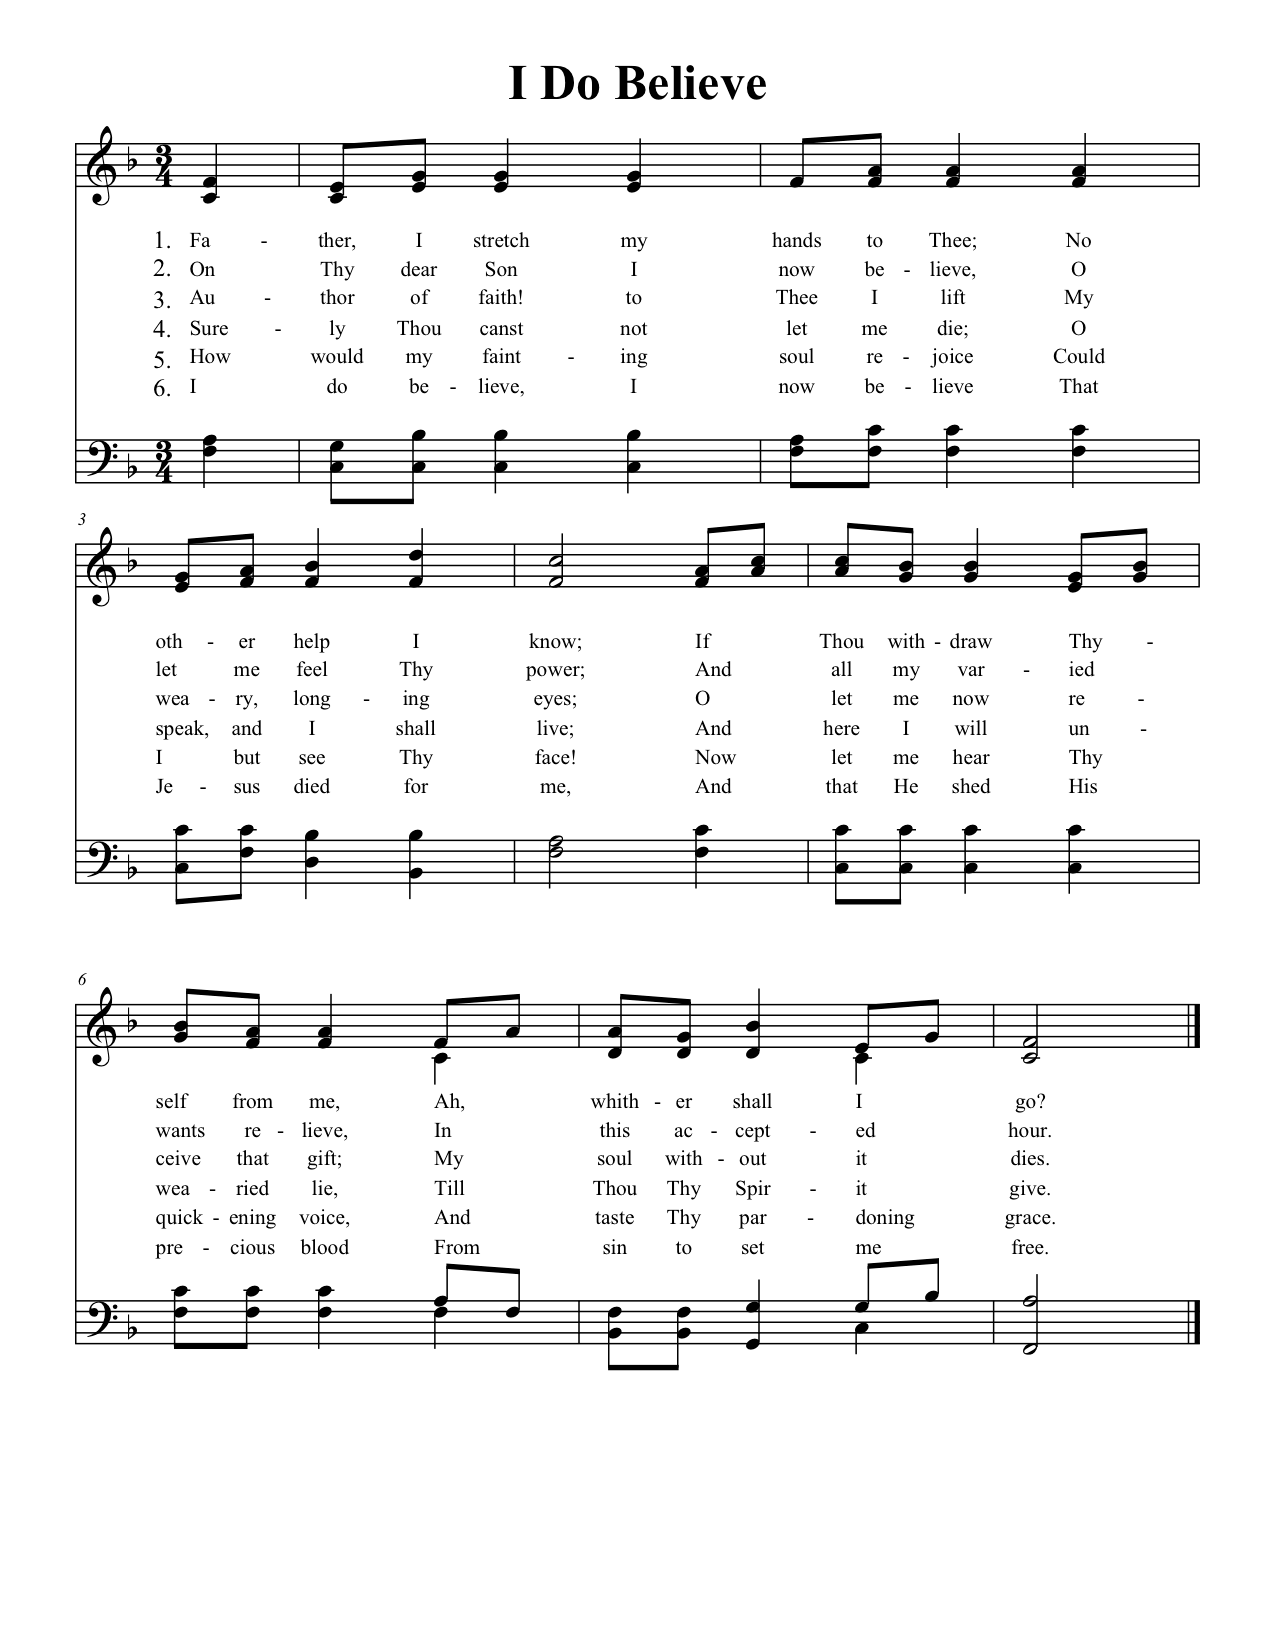 I Do Believe
3
4
1. Fa - ther, I stretch my hands to Thee; No
2. On Thy dear Son I now be - lieve, O
3. Au - thor of faith! to Thee I lift My
4. Sure - ly Thou canst not let me die; O
5. How would my faint - ing soul re - joice Could
6. I do be - lieve, I now be - lieve That
3
4
3
oth - er help I know; If Thou with - draw Thy -
let me feel Thy power; And all my var - ied
wea - ry, long - ing eyes; O let me now re -
speak, and I shall live; And here I will un -
I but see Thy face! Now let me hear Thy
Je - sus died for me, And that He shed His
6
self from me, Ah, whith - er shall I go?
wants re - lieve, In this ac - cept - ed hour.
ceive that gift; My soul with - out it dies.
wea - ried lie, Till Thou Thy Spir - it give.
quick - ening voice, And taste Thy par - doning grace.
pre - cious blood From sin to set me free.